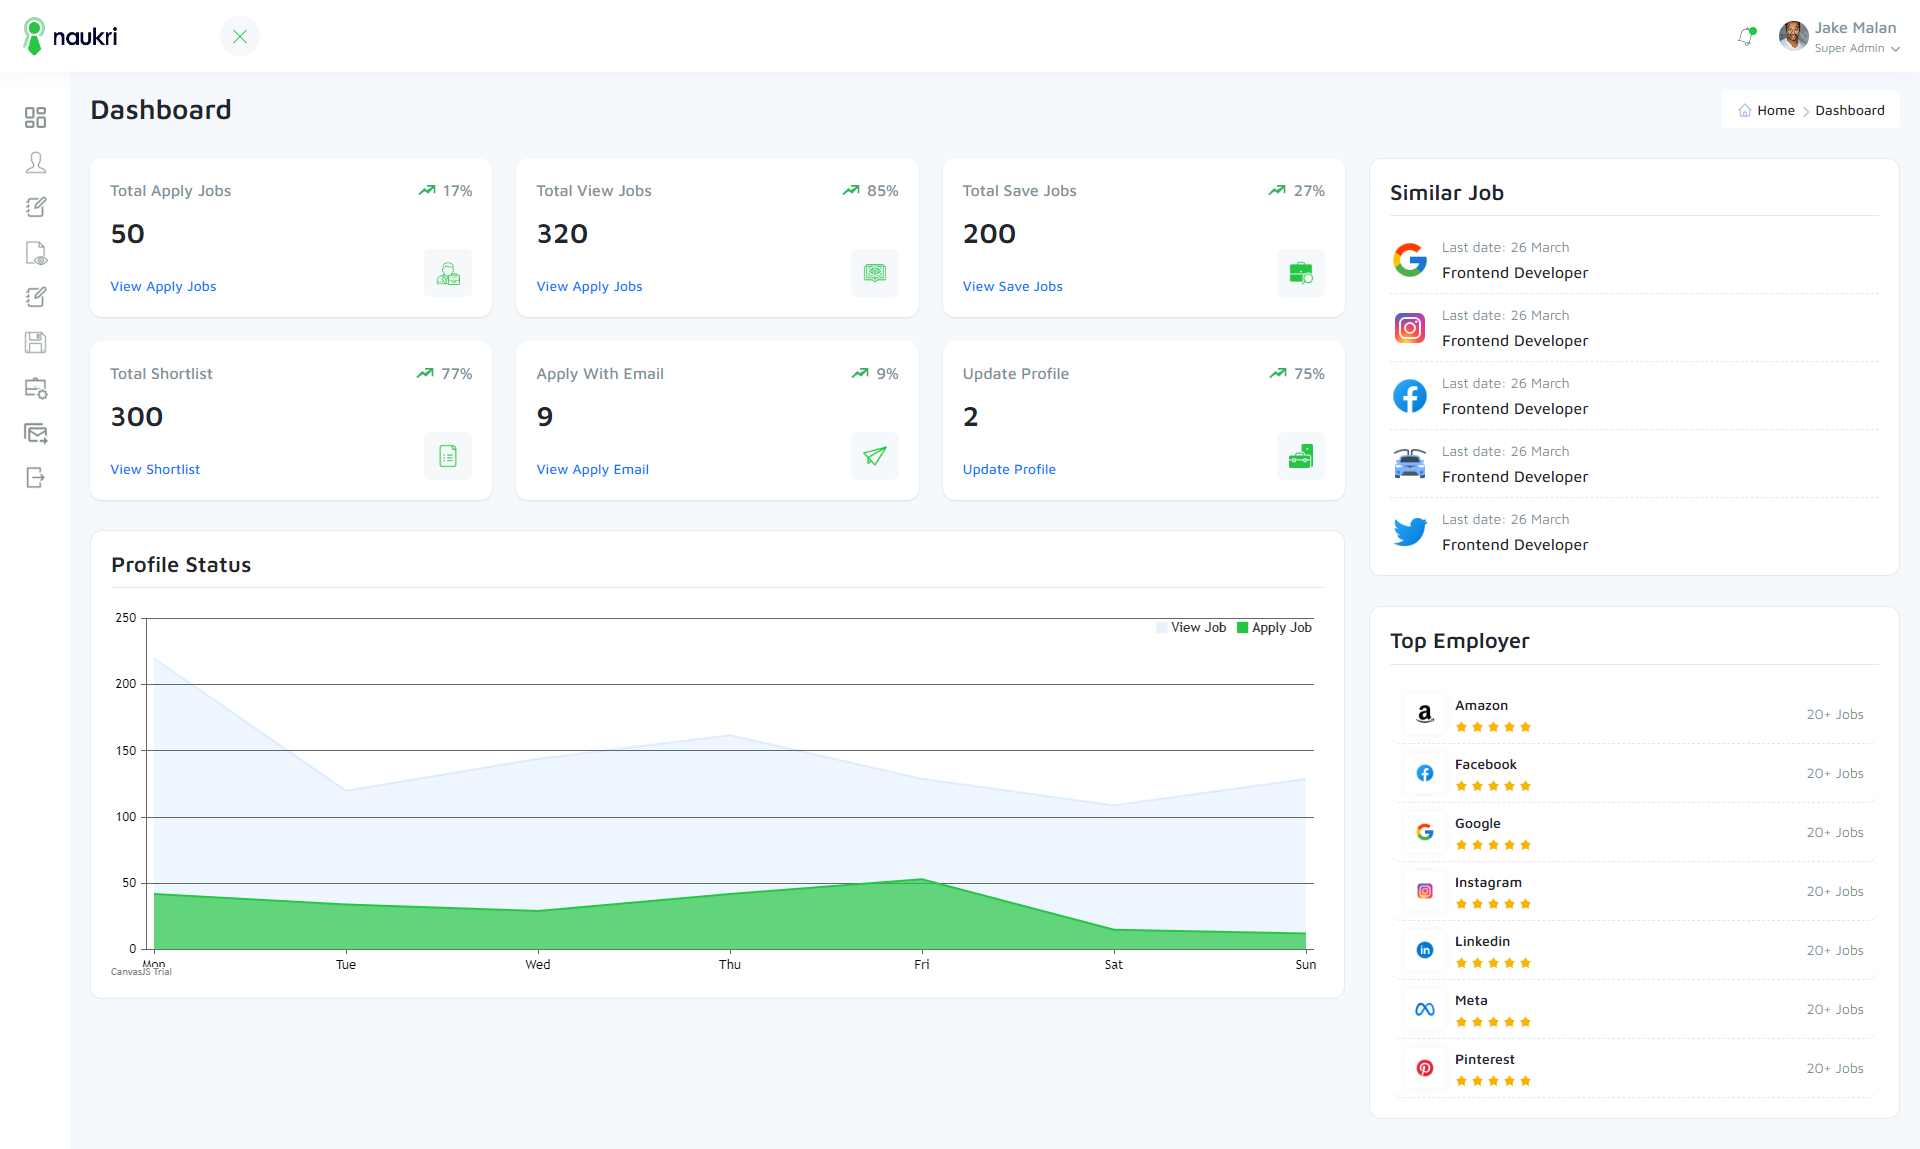 naukri
Jake Malan
Super Admin
Dashboard
Home
Dashboard
Total Apply Jobs
17%
50
View Apply Jobs
Total View Jobs
85%
320
View Apply Jobs
Total Save Jobs
27%
200
View Save Jobs
Total Shortlist
77%
300
View Shortlist
Apply With Email
9%
9
View Apply Email
Update Profile
75%
2
Update Profile
Profile Status
250
200
150
100
50
0
View Job
Apply Job
Mon
Tue
Wed
Thu
Fri
Sat
Sun
CanvasJS Trial
Similar Job
Last date: 26 March
Frontend Developer
Last date: 26 March
Frontend Developer
Last date: 26 March
Frontend Developer
Last date: 26 March
Frontend Developer
Last date: 26 March
Frontend Developer
Top Employer
Amazon
20+ Jobs
Facebook
20+ Jobs
Google
20+ Jobs
Instagram
20+ Jobs
Linkedin
20+ Jobs
Meta
20+ Jobs
Pinterest
20+ Jobs